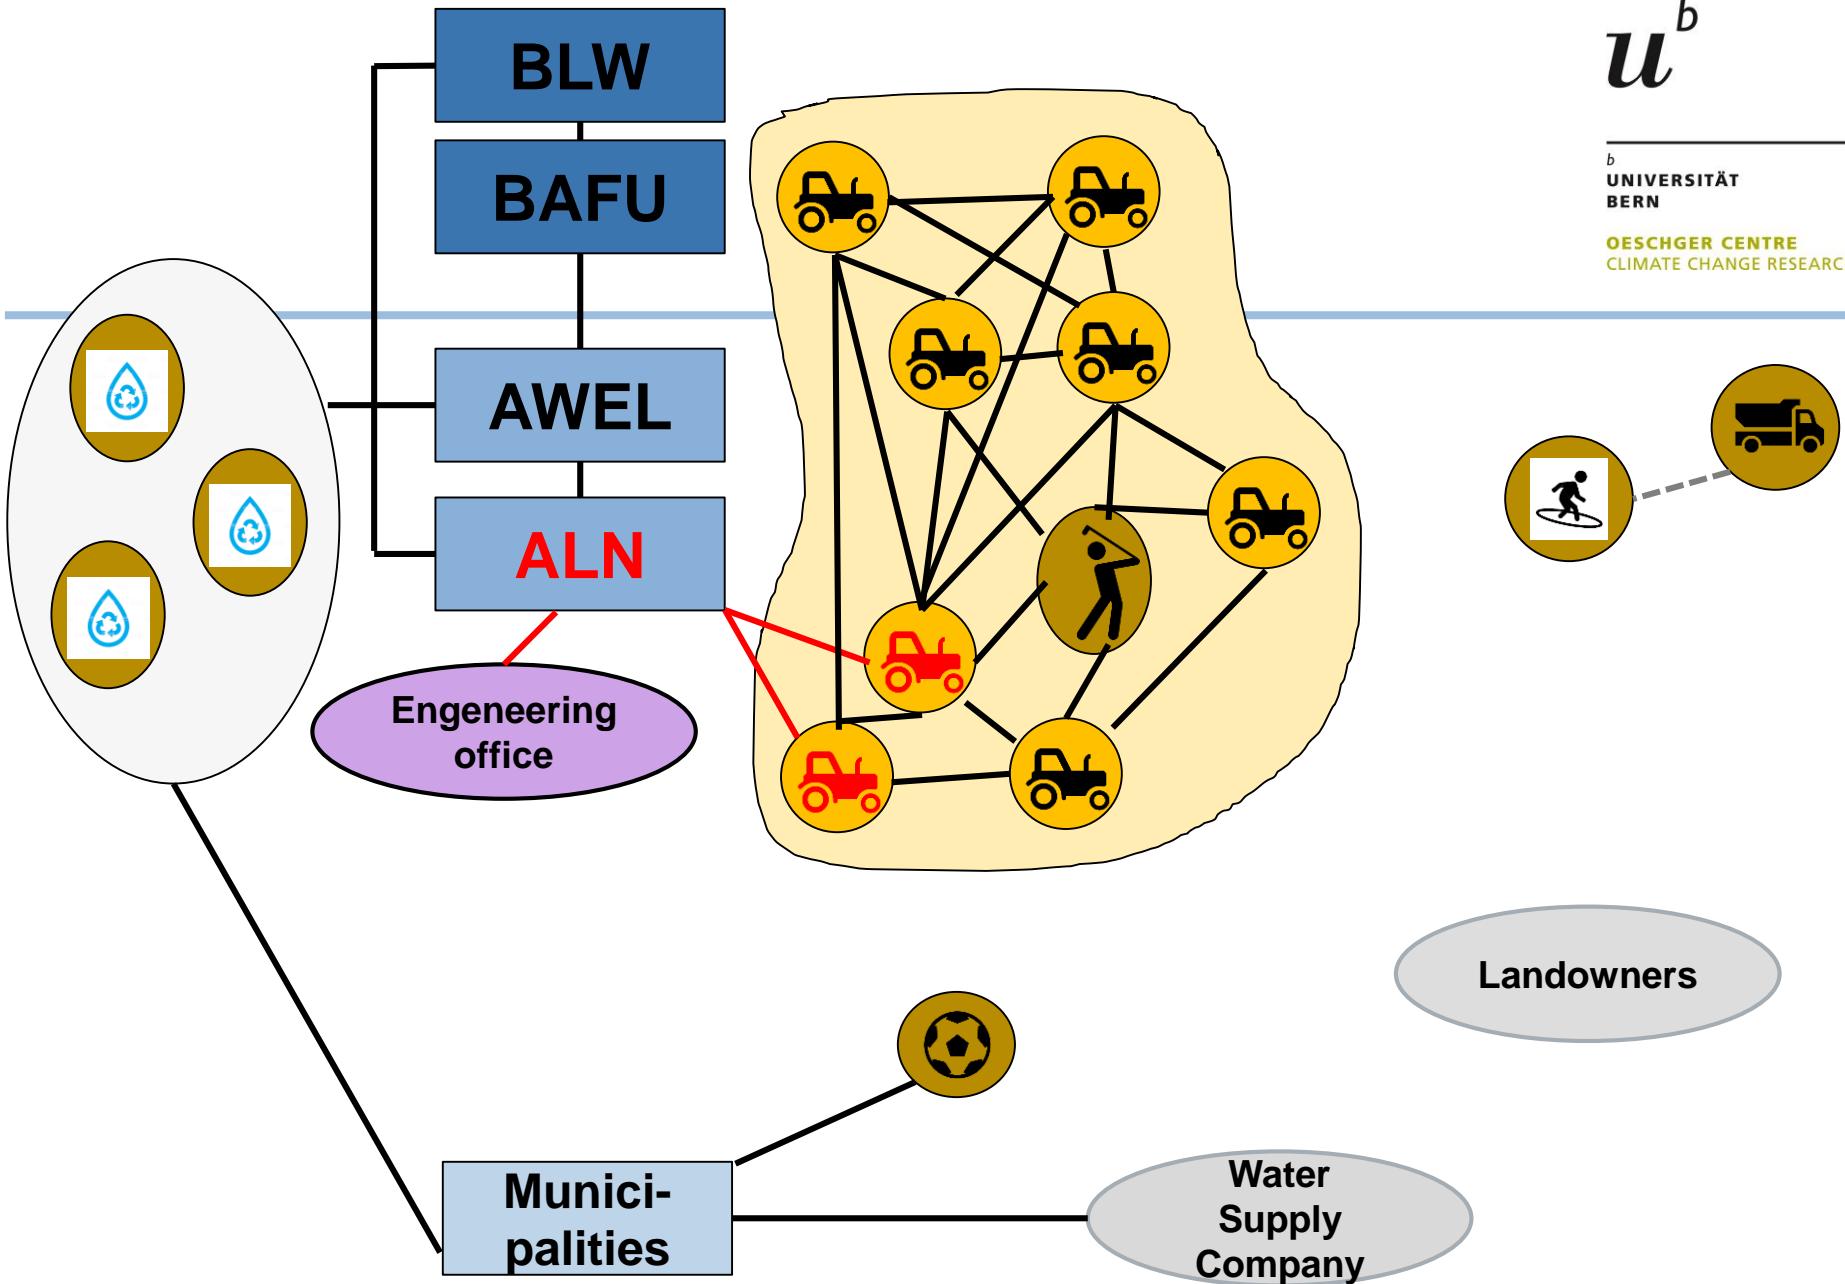 BLW
BAFU
AWEL
ALN
Engeneering
office
Munici-
palities
Water
Supply
Company
Landowners
u
b
b
UNIVERSITÄT
BERN
OESCHGER CENTRE
CLIMATE CHANGE RESEARC